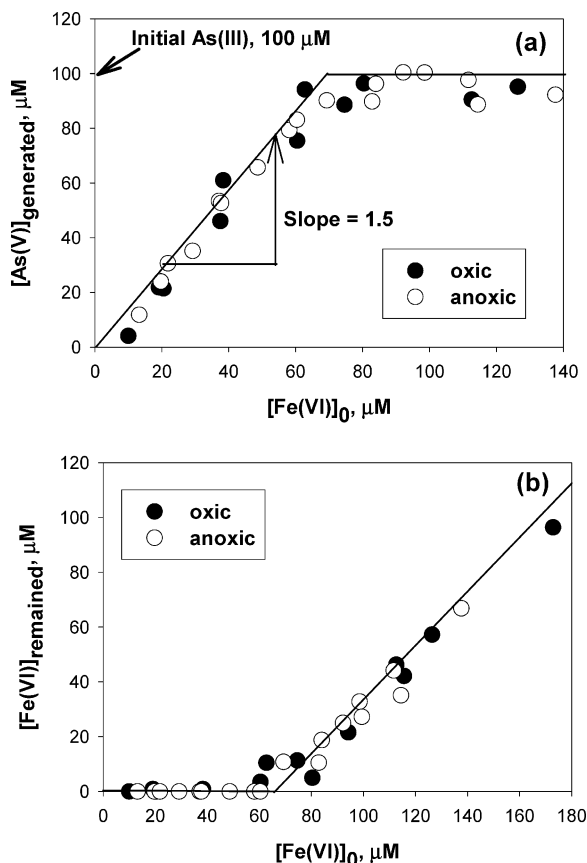 (a)
Initial As(III), 100 μM
120
100
80
60
40
20
0
[As(V)]generated, μM
Slope = 1.5
oxic
anoxic
0 20 40 60 80 100 120 140
[Fe(VI)]0, μM
(b)
120
100
80
60
40
20
0
[Fe(VI)]remained, μM
oxic
anoxic
0 20 40 60 80 100 120 140 160 180
[Fe(VI)]0, μM